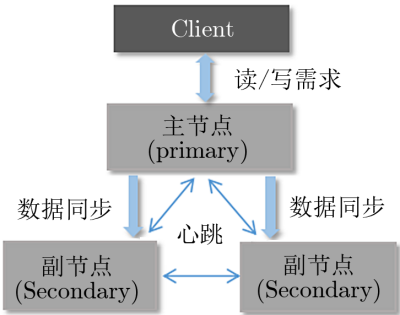 Client
读/写需求
主节点
(primary)
数据同步
数据同步
心跳
副节点
(Secondary)
副节点
(Secondary)